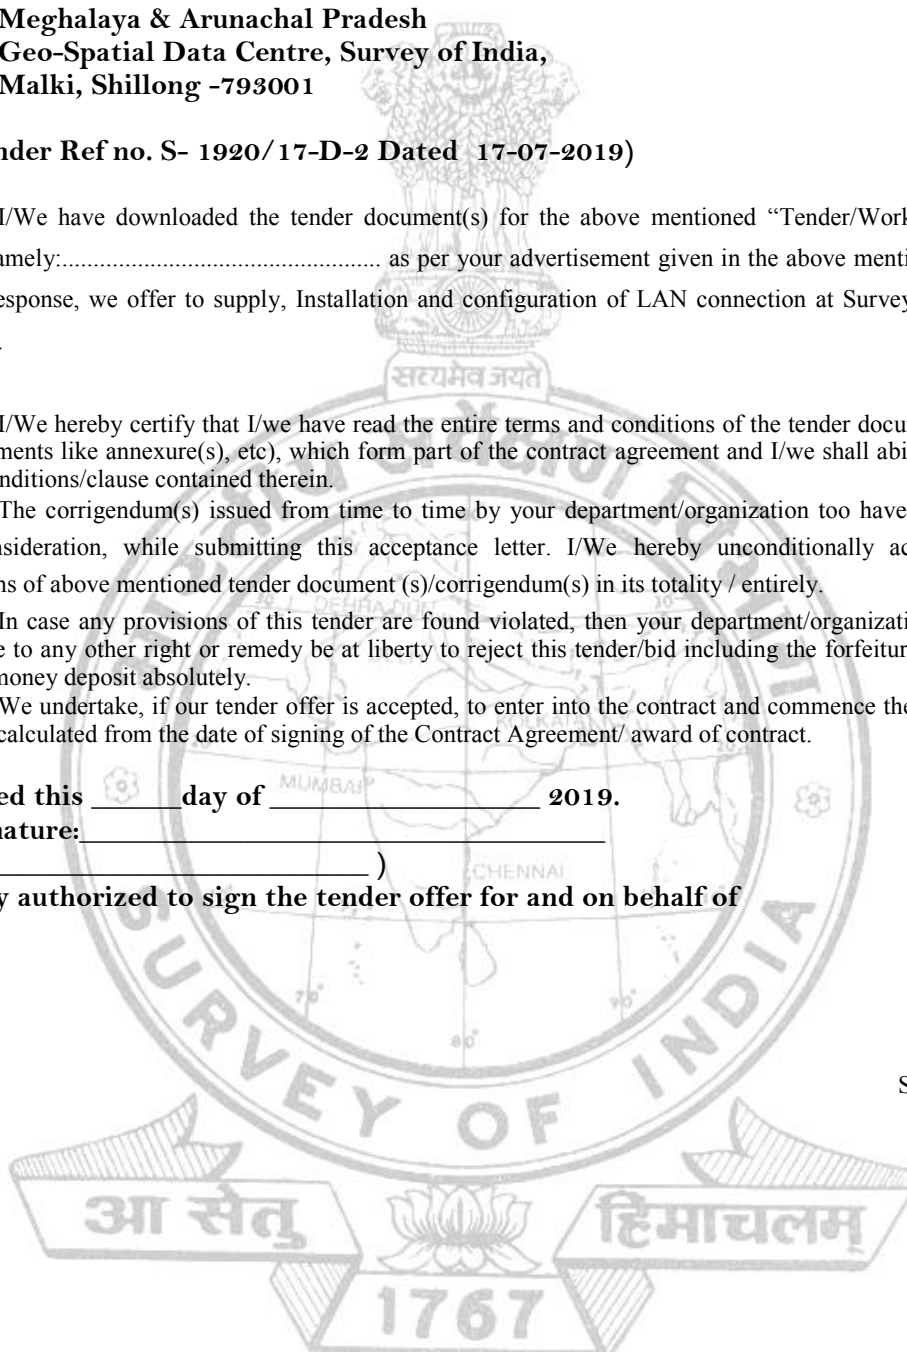 Meghalaya & Arunachal Pradesh
Geo-Spatial Data Centre, Survey of India,
Malki, Shillong -793001
nder Ref no. S- 1920/17-D-2 Dated  17-07-2019)
I/We have downloaded the tender document(s) for the above mentioned “Tender/Work
amely:................................................... as per your advertisement given in the above menti
esponse, we offer to supply, Installation and configuration of LAN connection at Survey
.
सत्यमेव जयते
I/We hereby certify that I/we have read the entire terms and conditions of the tender docu
ments like annexure(s), etc), which form part of the contract agreement and I/we shall abi
nditions/clause contained therein.
The corrigendum(s) issued from time to time by your department/organization too have
nsideration, while submitting this acceptance letter. I/We hereby unconditionally ac
ns of above mentioned tender document (s)/corrigendum(s) in its totality / entirely.
In case any provisions of this tender are found violated, then your department/organizati
e to any other right or remedy be at liberty to reject this tender/bid including the forfeitur
money deposit absolutely.
We undertake, if our tender offer is accepted, to enter into the contract and commence the
calculated from the date of signing of the Contract Agreement/ award of contract.
ed this ______day of __________________ 2019.
nature:___________________________________
_________________________ )
y authorized to sign the tender offer for and on behalf of
S
भारतीय सर्वेक्षण विभाग
DEHRADUN
KOLKATA
MUMBAI
CHENNAI
70°
80°
90°
SURVEY OF INDIA
आ सेतु
हिमाचलम्
1767